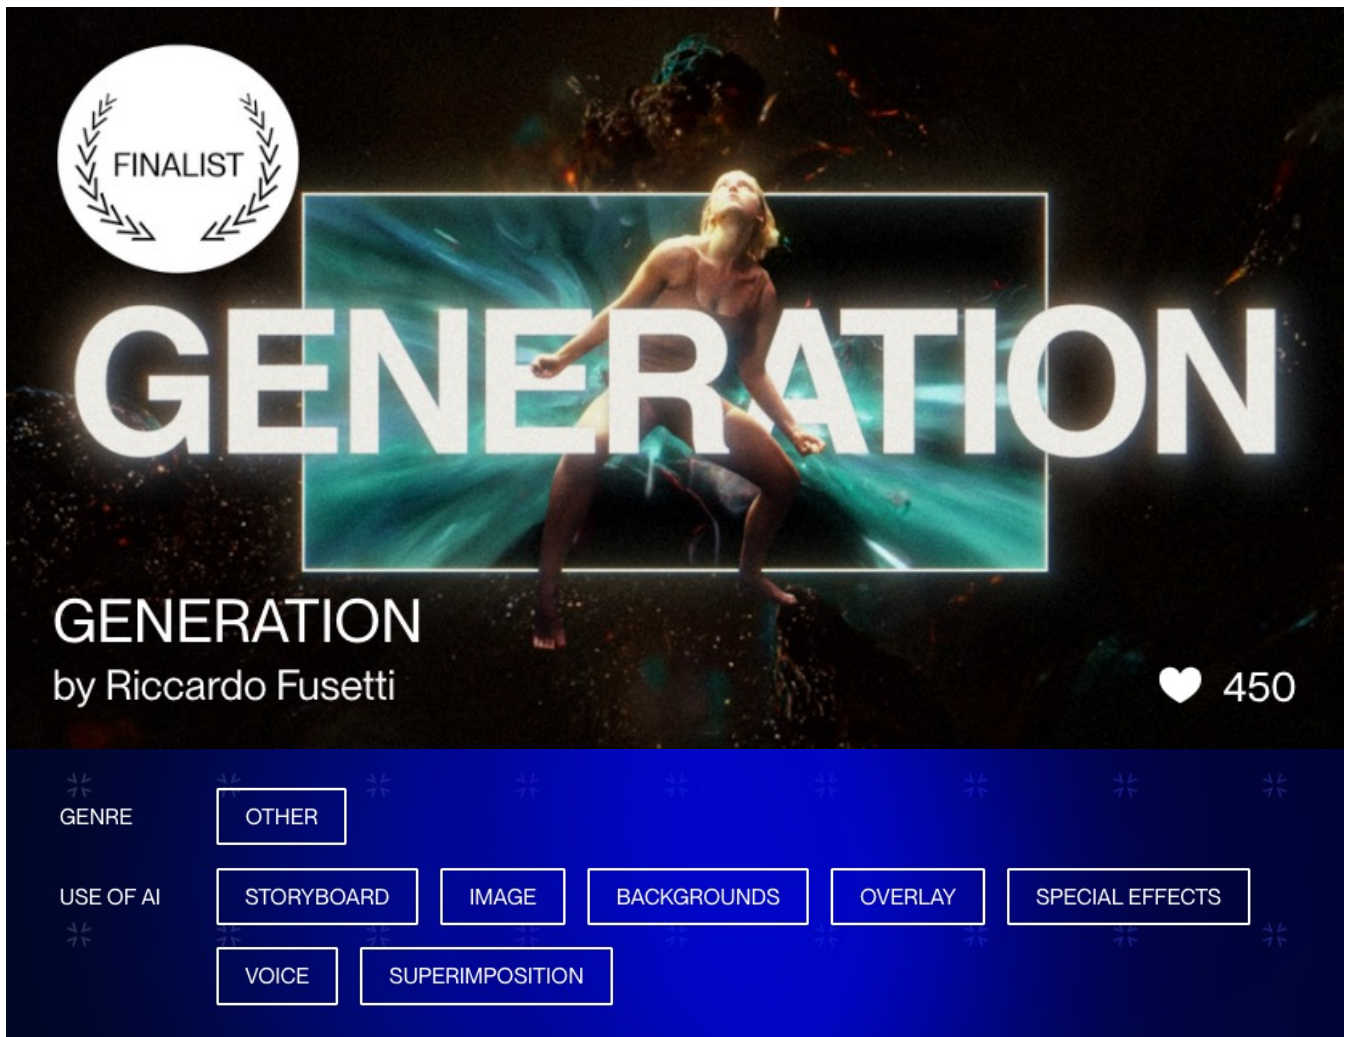 FINALIST
GENERATION
GENERATION
by Riccardo Fusetti
450
GENRE
OTHER
USE OF AI
STORYBOARD
IMAGE
BACKGROUNDS
OVERLAY
SPECIAL EFFECTS
VOICE
SUPERIMPOSITION